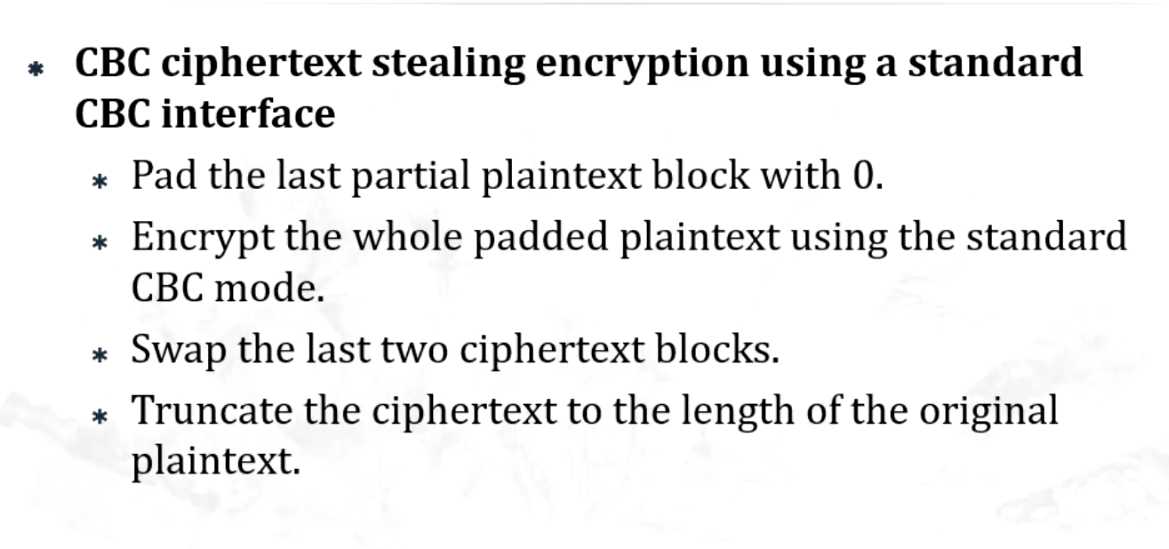 * CBC ciphertext stealing encryption using a standard
CBC interface
* Pad the last partial plaintext block with 0.
* Encrypt the whole padded plaintext using the standard
CBC mode.
* Swap the last two ciphertext blocks.
* Truncate the ciphertext to the length of the original
plaintext.